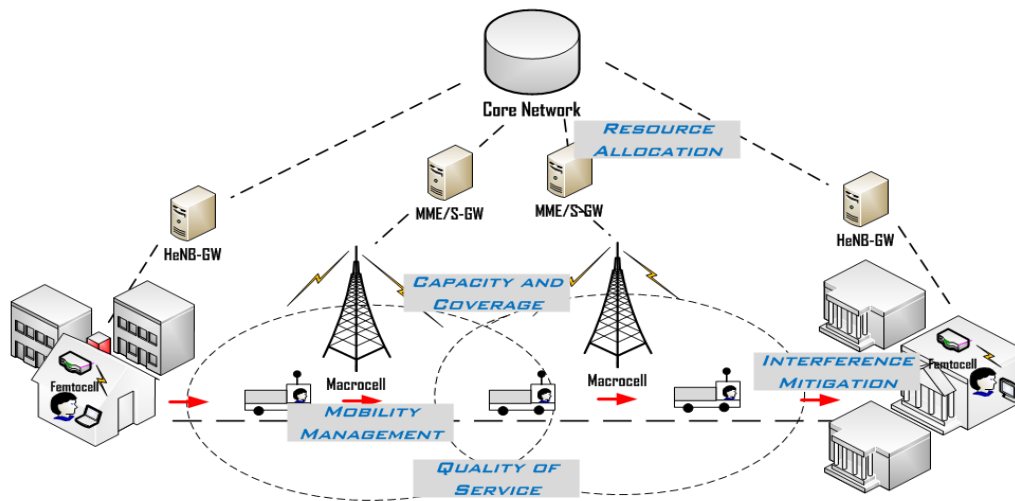 Core Network
RESOURCE
ALLOCATION
MME/S-GW
MME/S-GW
HeNB-GW
HeNB-GW
CAPACITY AND
COVERAGE
Femtocell
Macrocell
Macrocell
INTERFERENCE
MITIGATION
Femtocell
MOBILITY
MANAGEMENT
QUALITY OF
SERVICE